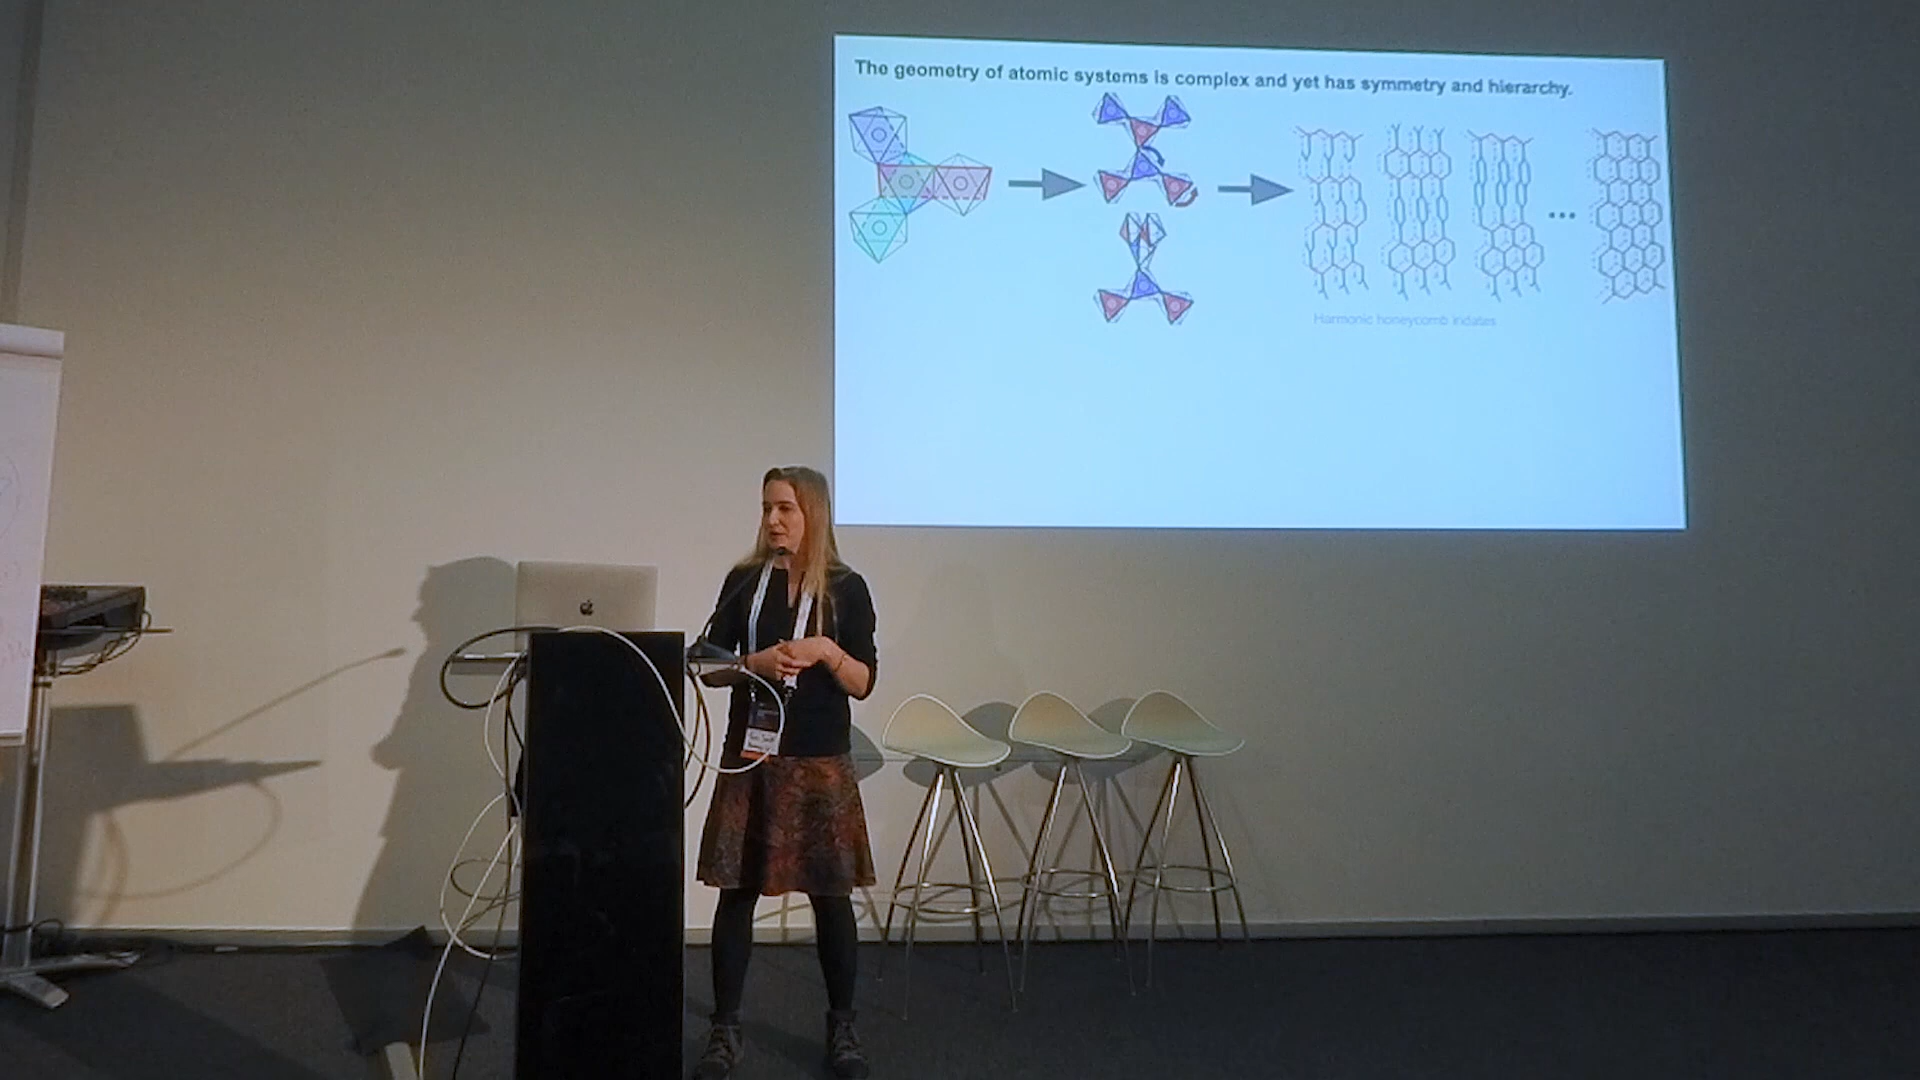 The geometry of atomic systems is complex and yet has symmetry and hierarchy.
...
Harmonic honeycomb iridates